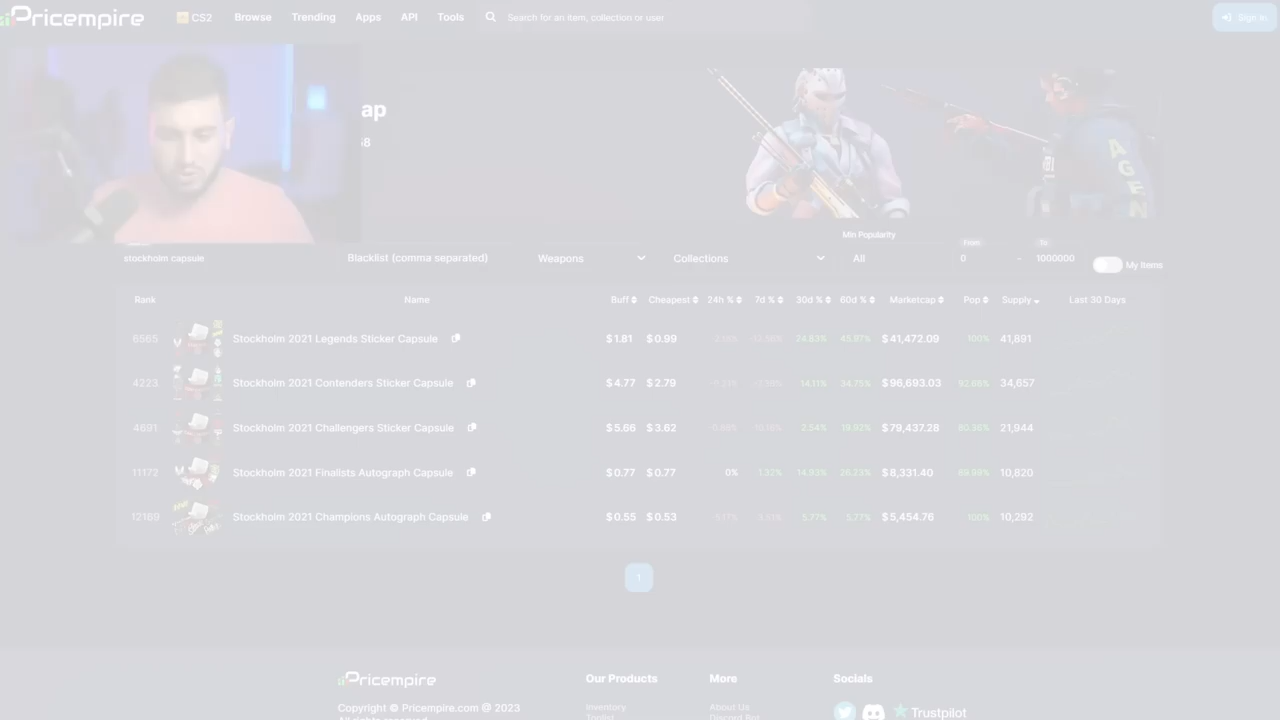 Pricempire CS2 Browse Trending Apps API Tools Search for an item, collection or user Sign in
ap
AGEN
Min Popularity From To
stockholm capsule Blacklist (comma separated) Weapons Collections All 0 - 1000000 My Items
Rank Name Buff Cheapest 24h % 7d % 30d % 60d % Marketcap Pop Supply Last 30 Days
6565 Stockholm 2021 Legends Sticker Capsule $1.81 $0.99 24.83% 45.97% $41,472.09 100% 41,891
4223 Stockholm 2021 Contenders Sticker Capsule $4.77 $2.79 14.11% 34.75% $96,693.03 92.88% 34,657
4691 Stockholm 2021 Challengers Sticker Capsule $5.66 $3.62 2.54% 19.92% $79,437.28 21,944
11172 Stockholm 2021 Finalists Autograph Capsule $0.77 $0.77 0% 1.32% 14.93% 26.23% $8,331.40 10,820
12169 Stockholm 2021 Champions Autograph Capsule $0.55 $0.53 5.77% 5.77% $5,454.76 100% 10,292
1
Pricempire Our Products More Socials
Copyright © Pricempire.com @ 2023 Inventory About Us Trustpilot